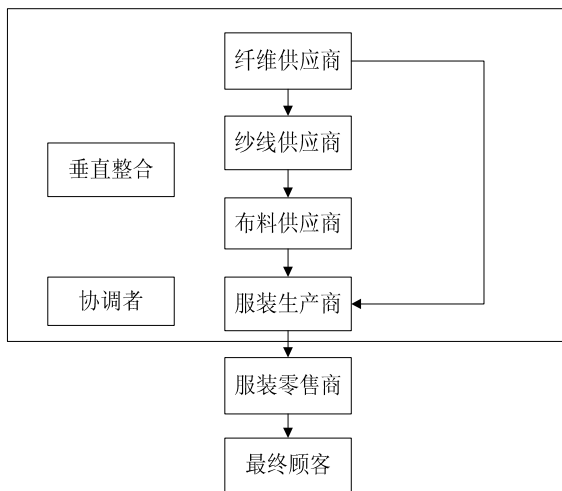 纤维供应商
纱线供应商
垂直整合
布料供应商
协调者
服装生产商
服装零售商
最终顾客